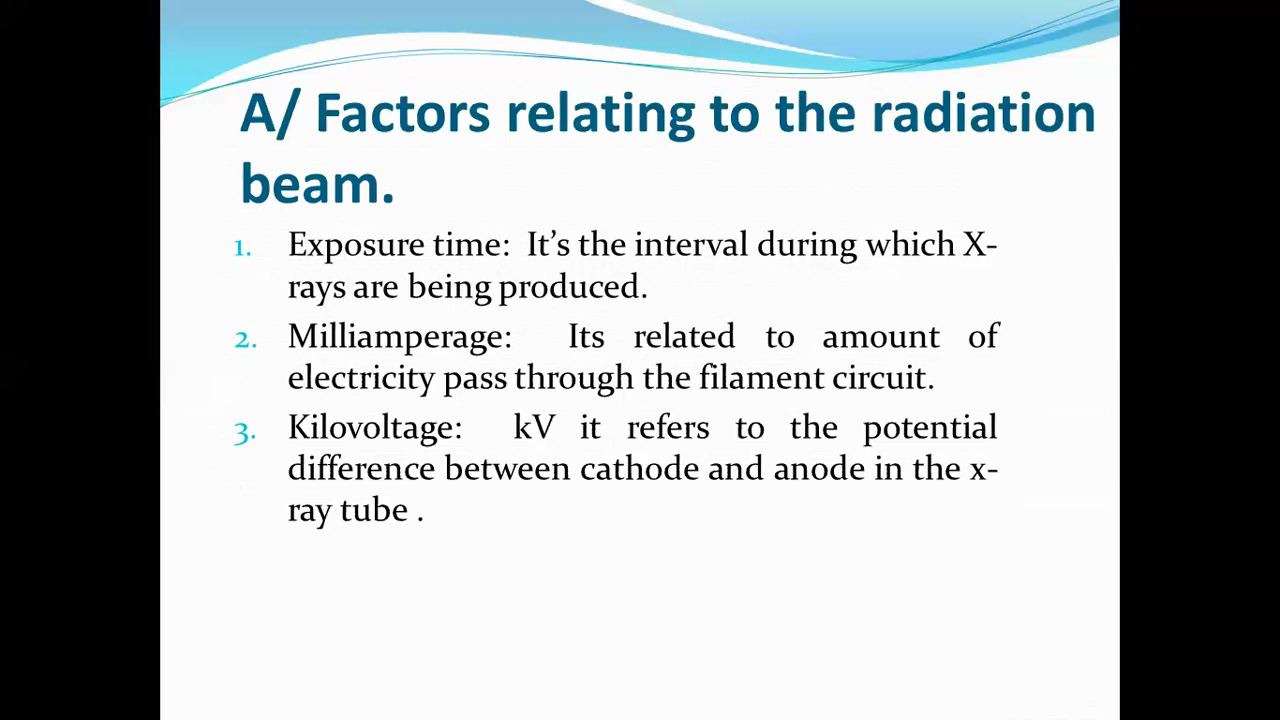 A/ Factors relating to the radiation
beam.
1. Exposure time: It’s the interval during which X-
rays are being produced.
2. Milliamperage: Its related to amount of
electricity pass through the filament circuit.
3. Kilovoltage: kV it refers to the potential
difference between cathode and anode in the x-
ray tube .